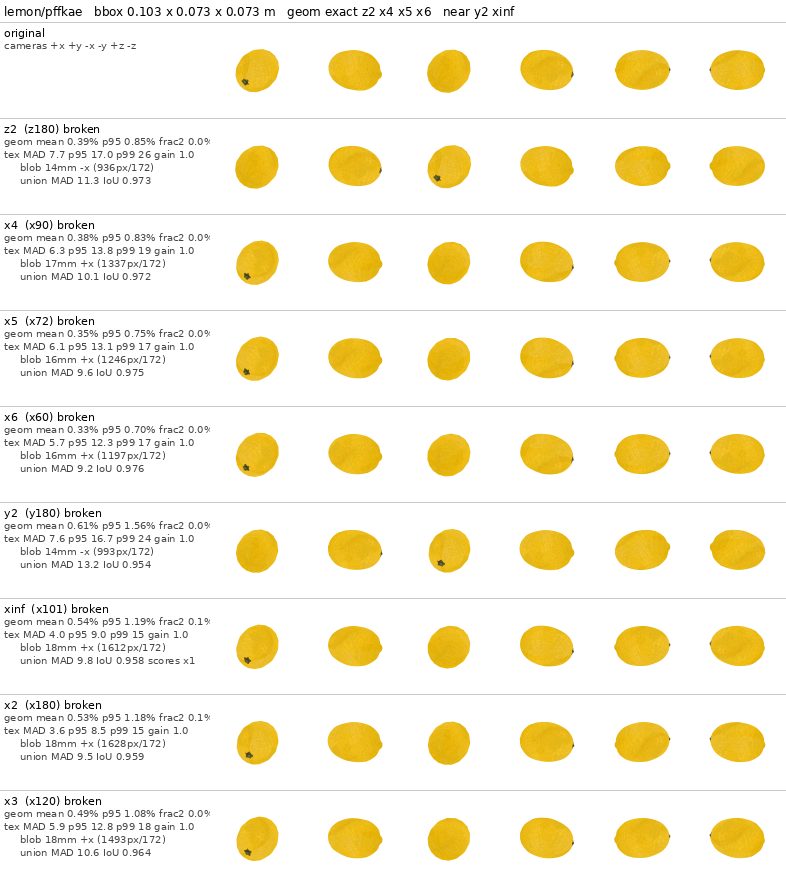 lemon/pffkae bbox 0.103 x 0.073 x 0.073 m geom exact z2 x4 x5 x6 near y2 xinf
original
cameras +x +y -x -y +z -z
z2 (z180) broken
geom mean 0.39% p95 0.85% frac2 0.0%
tex MAD 7.7 p95 17.0 p99 26 gain 1.0
blob 14mm -x (936px/172)
union MAD 11.3 IoU 0.973
x4 (x90) broken
geom mean 0.38% p95 0.83% frac2 0.0%
tex MAD 6.3 p95 13.8 p99 19 gain 1.0
blob 17mm +x (1337px/172)
union MAD 10.1 IoU 0.972
x5 (x72) broken
geom mean 0.35% p95 0.75% frac2 0.0%
tex MAD 6.1 p95 13.1 p99 17 gain 1.0
blob 16mm +x (1246px/172)
union MAD 9.6 IoU 0.975
x6 (x60) broken
geom mean 0.33% p95 0.70% frac2 0.0%
tex MAD 5.7 p95 12.3 p99 17 gain 1.0
blob 16mm +x (1197px/172)
union MAD 9.2 IoU 0.976
y2 (y180) broken
geom mean 0.61% p95 1.56% frac2 0.0%
tex MAD 7.6 p95 16.7 p99 24 gain 1.0
blob 14mm -x (993px/172)
union MAD 13.2 IoU 0.954
xinf (x101) broken
geom mean 0.54% p95 1.19% frac2 0.1%
tex MAD 4.0 p95 9.0 p99 15 gain 1.0
blob 18mm +x (1612px/172)
union MAD 9.8 IoU 0.958 scores x1
x2 (x180) broken
geom mean 0.53% p95 1.18% frac2 0.1%
tex MAD 3.6 p95 8.5 p99 15 gain 1.0
blob 18mm +x (1628px/172)
union MAD 9.5 IoU 0.959
x3 (x120) broken
geom mean 0.49% p95 1.08% frac2 0.0%
tex MAD 5.9 p95 12.8 p99 18 gain 1.0
blob 18mm +x (1493px/172)
union MAD 10.6 IoU 0.964